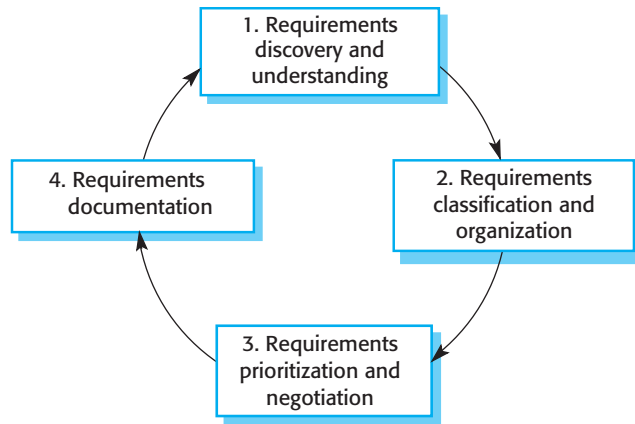 1. Requirements
discovery and
understanding
2. Requirements
classification and
organization
3. Requirements
prioritization and
negotiation
4. Requirements
documentation